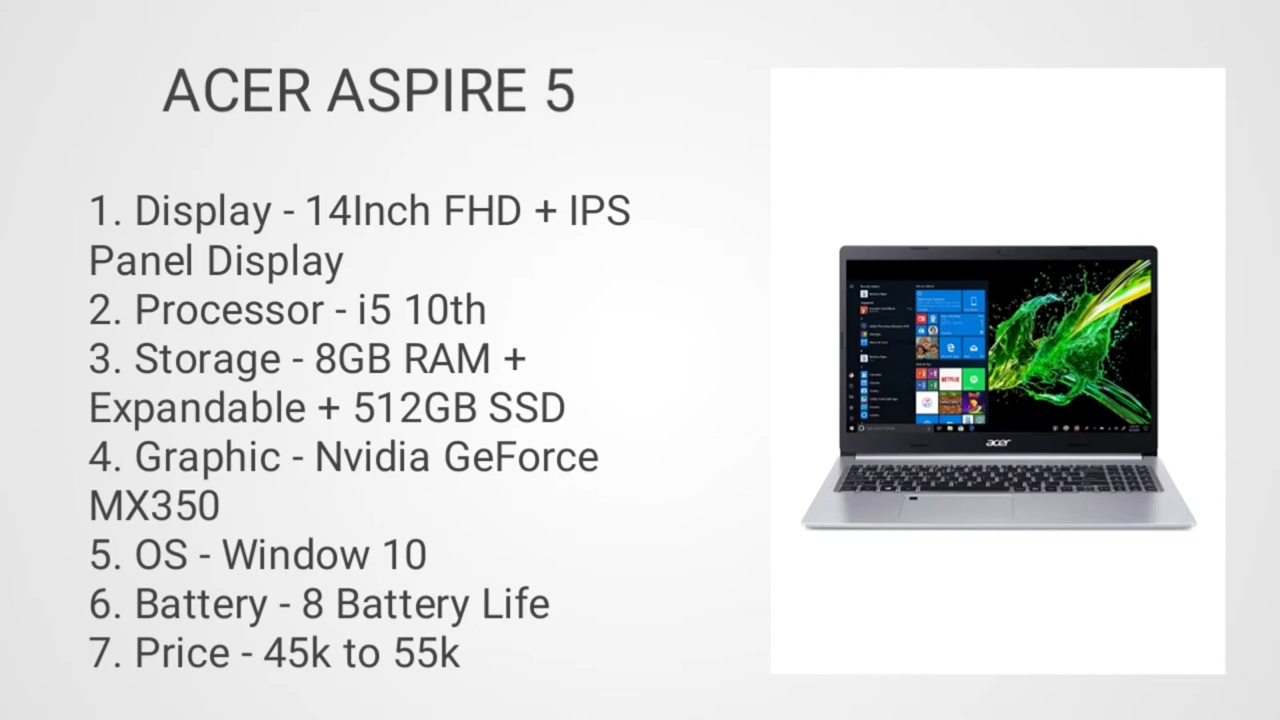 ACER ASPIRE 5
1. Display - 14Inch FHD + IPS
Panel Display
2. Processor - i5 10th
3. Storage - 8GB RAM +
Expandable + 512GB SSD
4. Graphic - Nvidia GeForce
MX350
5. OS - Window 10
6. Battery - 8 Battery Life
7. Price - 45k to 55k
NETFLIX
acer